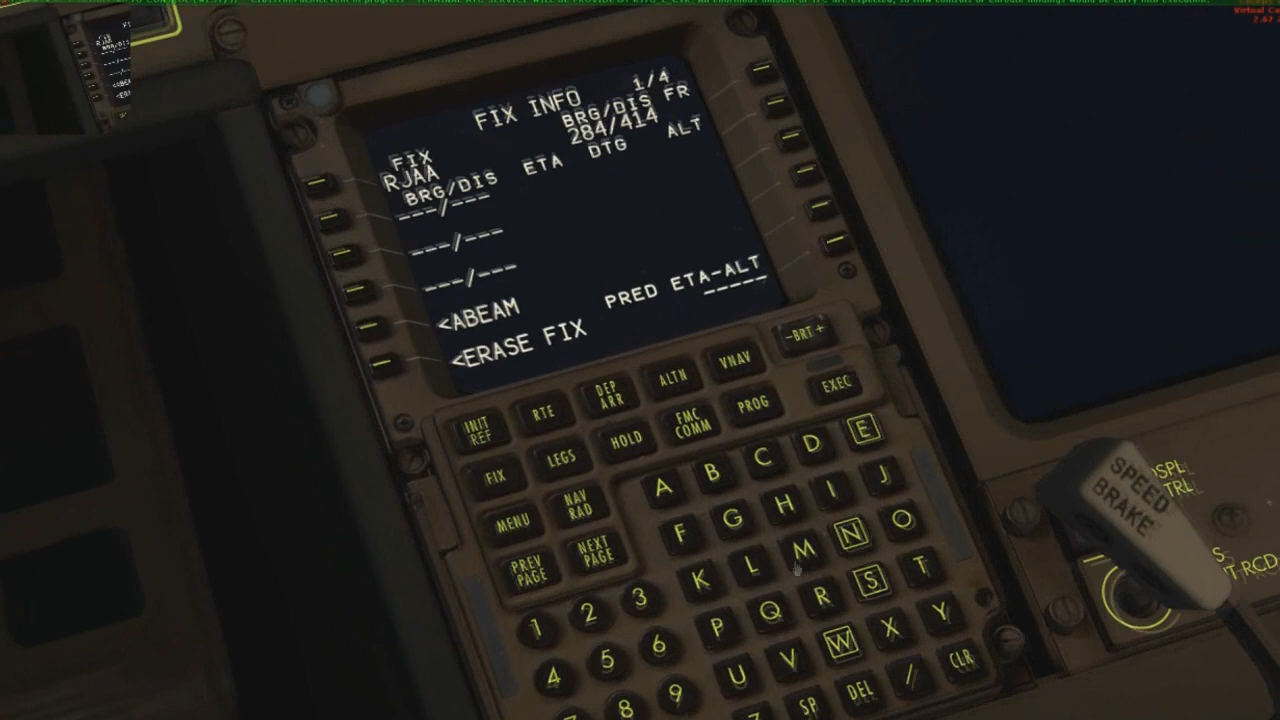 FIX INFO 1/4
BRG/DIS FR
284/414
FIX
RJAA
BRG/DIS ETA DTG ALT
---/---
---/---
---/---
PRED ETA-ALT
<ABEAM -----
<ERASE FIX
-BRT+
INIT REF RTE DEP ARR ALTN VNAV
FIX LEGS HOLD FMC COMM PROG EXEC
MENU NAV RAD
PREV PAGE NEXT PAGE
A B C D E
F G H I J
K L M N O
P Q R S T
U V W X Y
SP DEL / CLR
1 2 3
4 5 6
8 9
SPEED
BRAKE